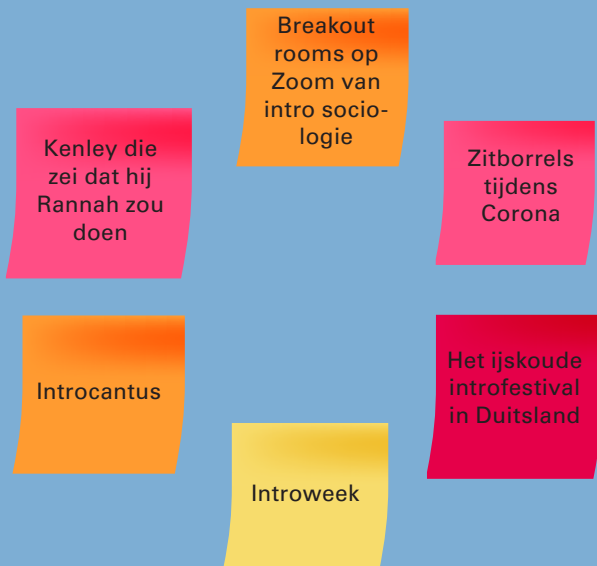 Breakout
rooms op
Zoom van
intro socio-
logie
Kenley die
zei dat hij
Rannah zou
doen
Zitborrels
tijdens
Corona
Introcantus
Het ijskoude
introfestival
in Duitsland
Introweek